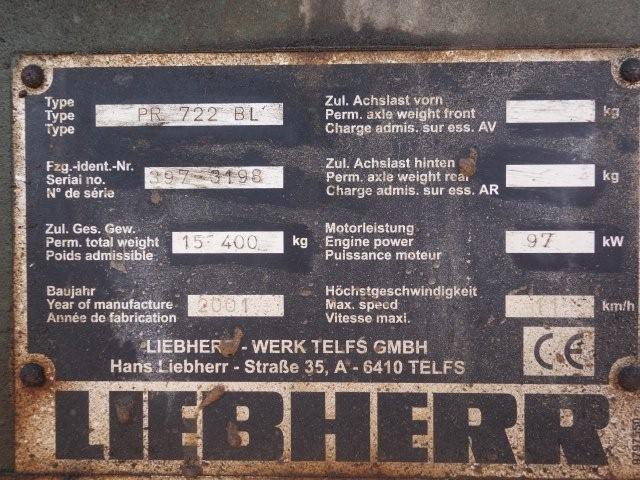 Type
Type
Type
PR 722 BL
Zul. Achslast vorn
Perm. axle weight front
Charge admis. sur ess. AV
kg
Fzg.-Ident.-Nr.
Serial no.
N° de série
397-3198
Zul. Achslast hinten
Perm. axle weight rear
Charge admis. sur ess. AR
kg
Zul. Ges. Gew.
Perm. total weight
Poids admissible
15 400 kg
Motorleistung
Engine power
Puissance moteur
97 kW
Baujahr
Year of manufacture
Année de fabrication
2001
Höchstgeschwindigkeit
Max. speed
Vitesse maxi.
11 km/h
LIEBHERR - WERK TELFS GMBH
Hans Liebherr - Straße 35, A - 6410 TELFS
CE
LIEBHERR